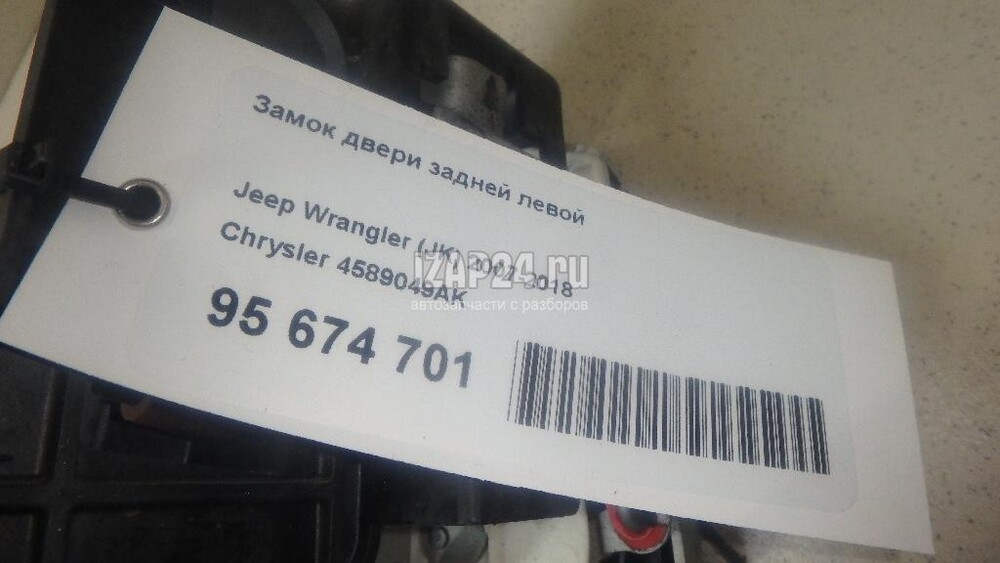 Замок двери задней левой
Jeep Wrangler (JK) 2007-2018
Chrysler 4589049AK
95 674 701
IZAP24.ru
автозапчасти с разборов